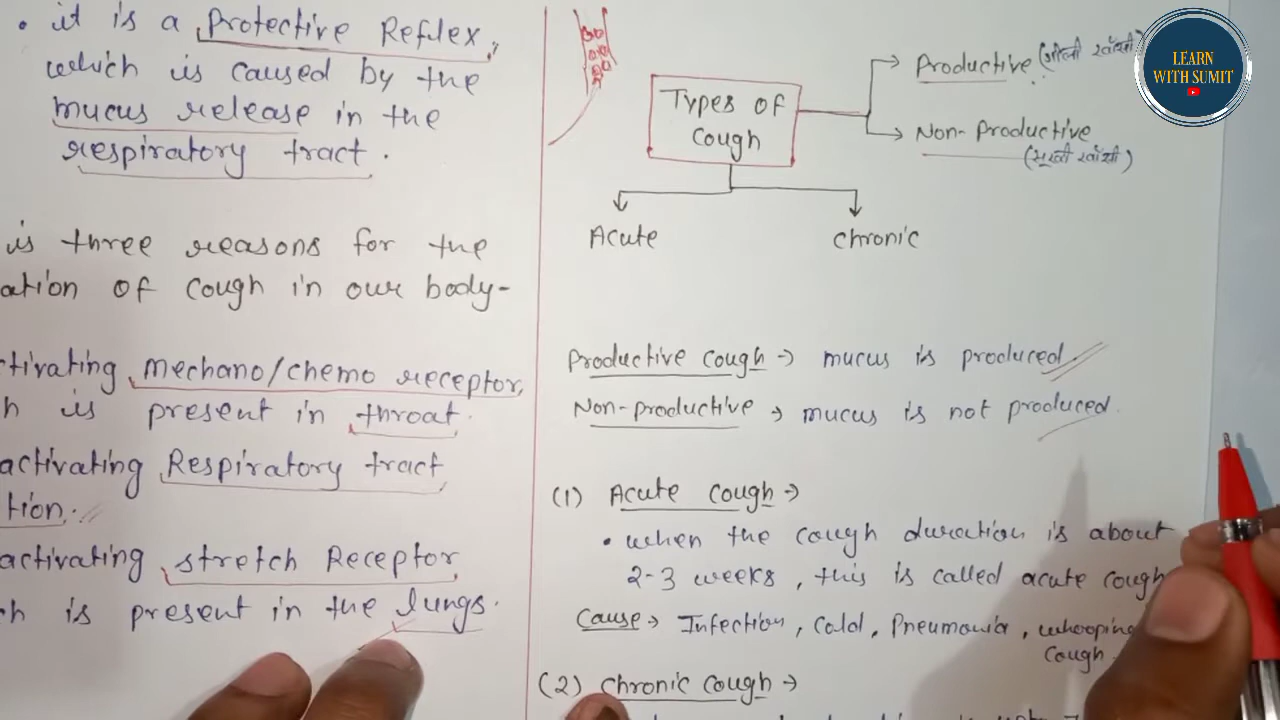 • it is a Protective Reflex,
which is caused by the
mucus release in the
respiratory tract.
is three reasons for the
ation of cough in our body-
ctivating mechano/chemo receptor,
h is present in throat.
activating Respiratory tract
tion.
activating stretch Receptor
ch is present in the lungs.
Types of
Cough
Productive (गीली खाँसी)
Non-Productive
(सूखी खाँसी)
Acute
Chronic
Productive cough → mucus is produced
Non-productive → mucus is not produced.
(1) Acute cough →
• when the cough duration is about
2-3 weeks, this is called acute cough
Cause → Infection, Cold, Pneumonia, whooping
Cough.
(2) Chronic cough →
LEARN
WITH SUMIT